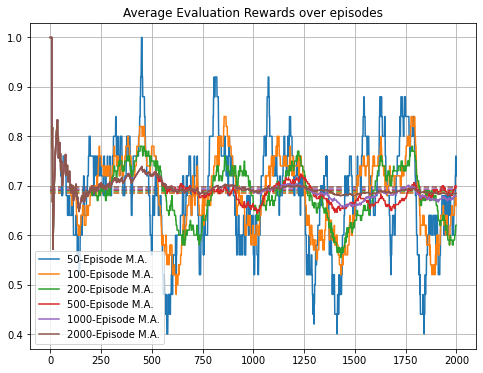 Average Evaluation Rewards over episodes
1.0
0.9
0.8
0.7
0.6
0.5
0.4
50-Episode M.A.
100-Episode M.A.
200-Episode M.A.
500-Episode M.A.
1000-Episode M.A.
2000-Episode M.A.
0 250 500 750 1000 1250 1500 1750 2000